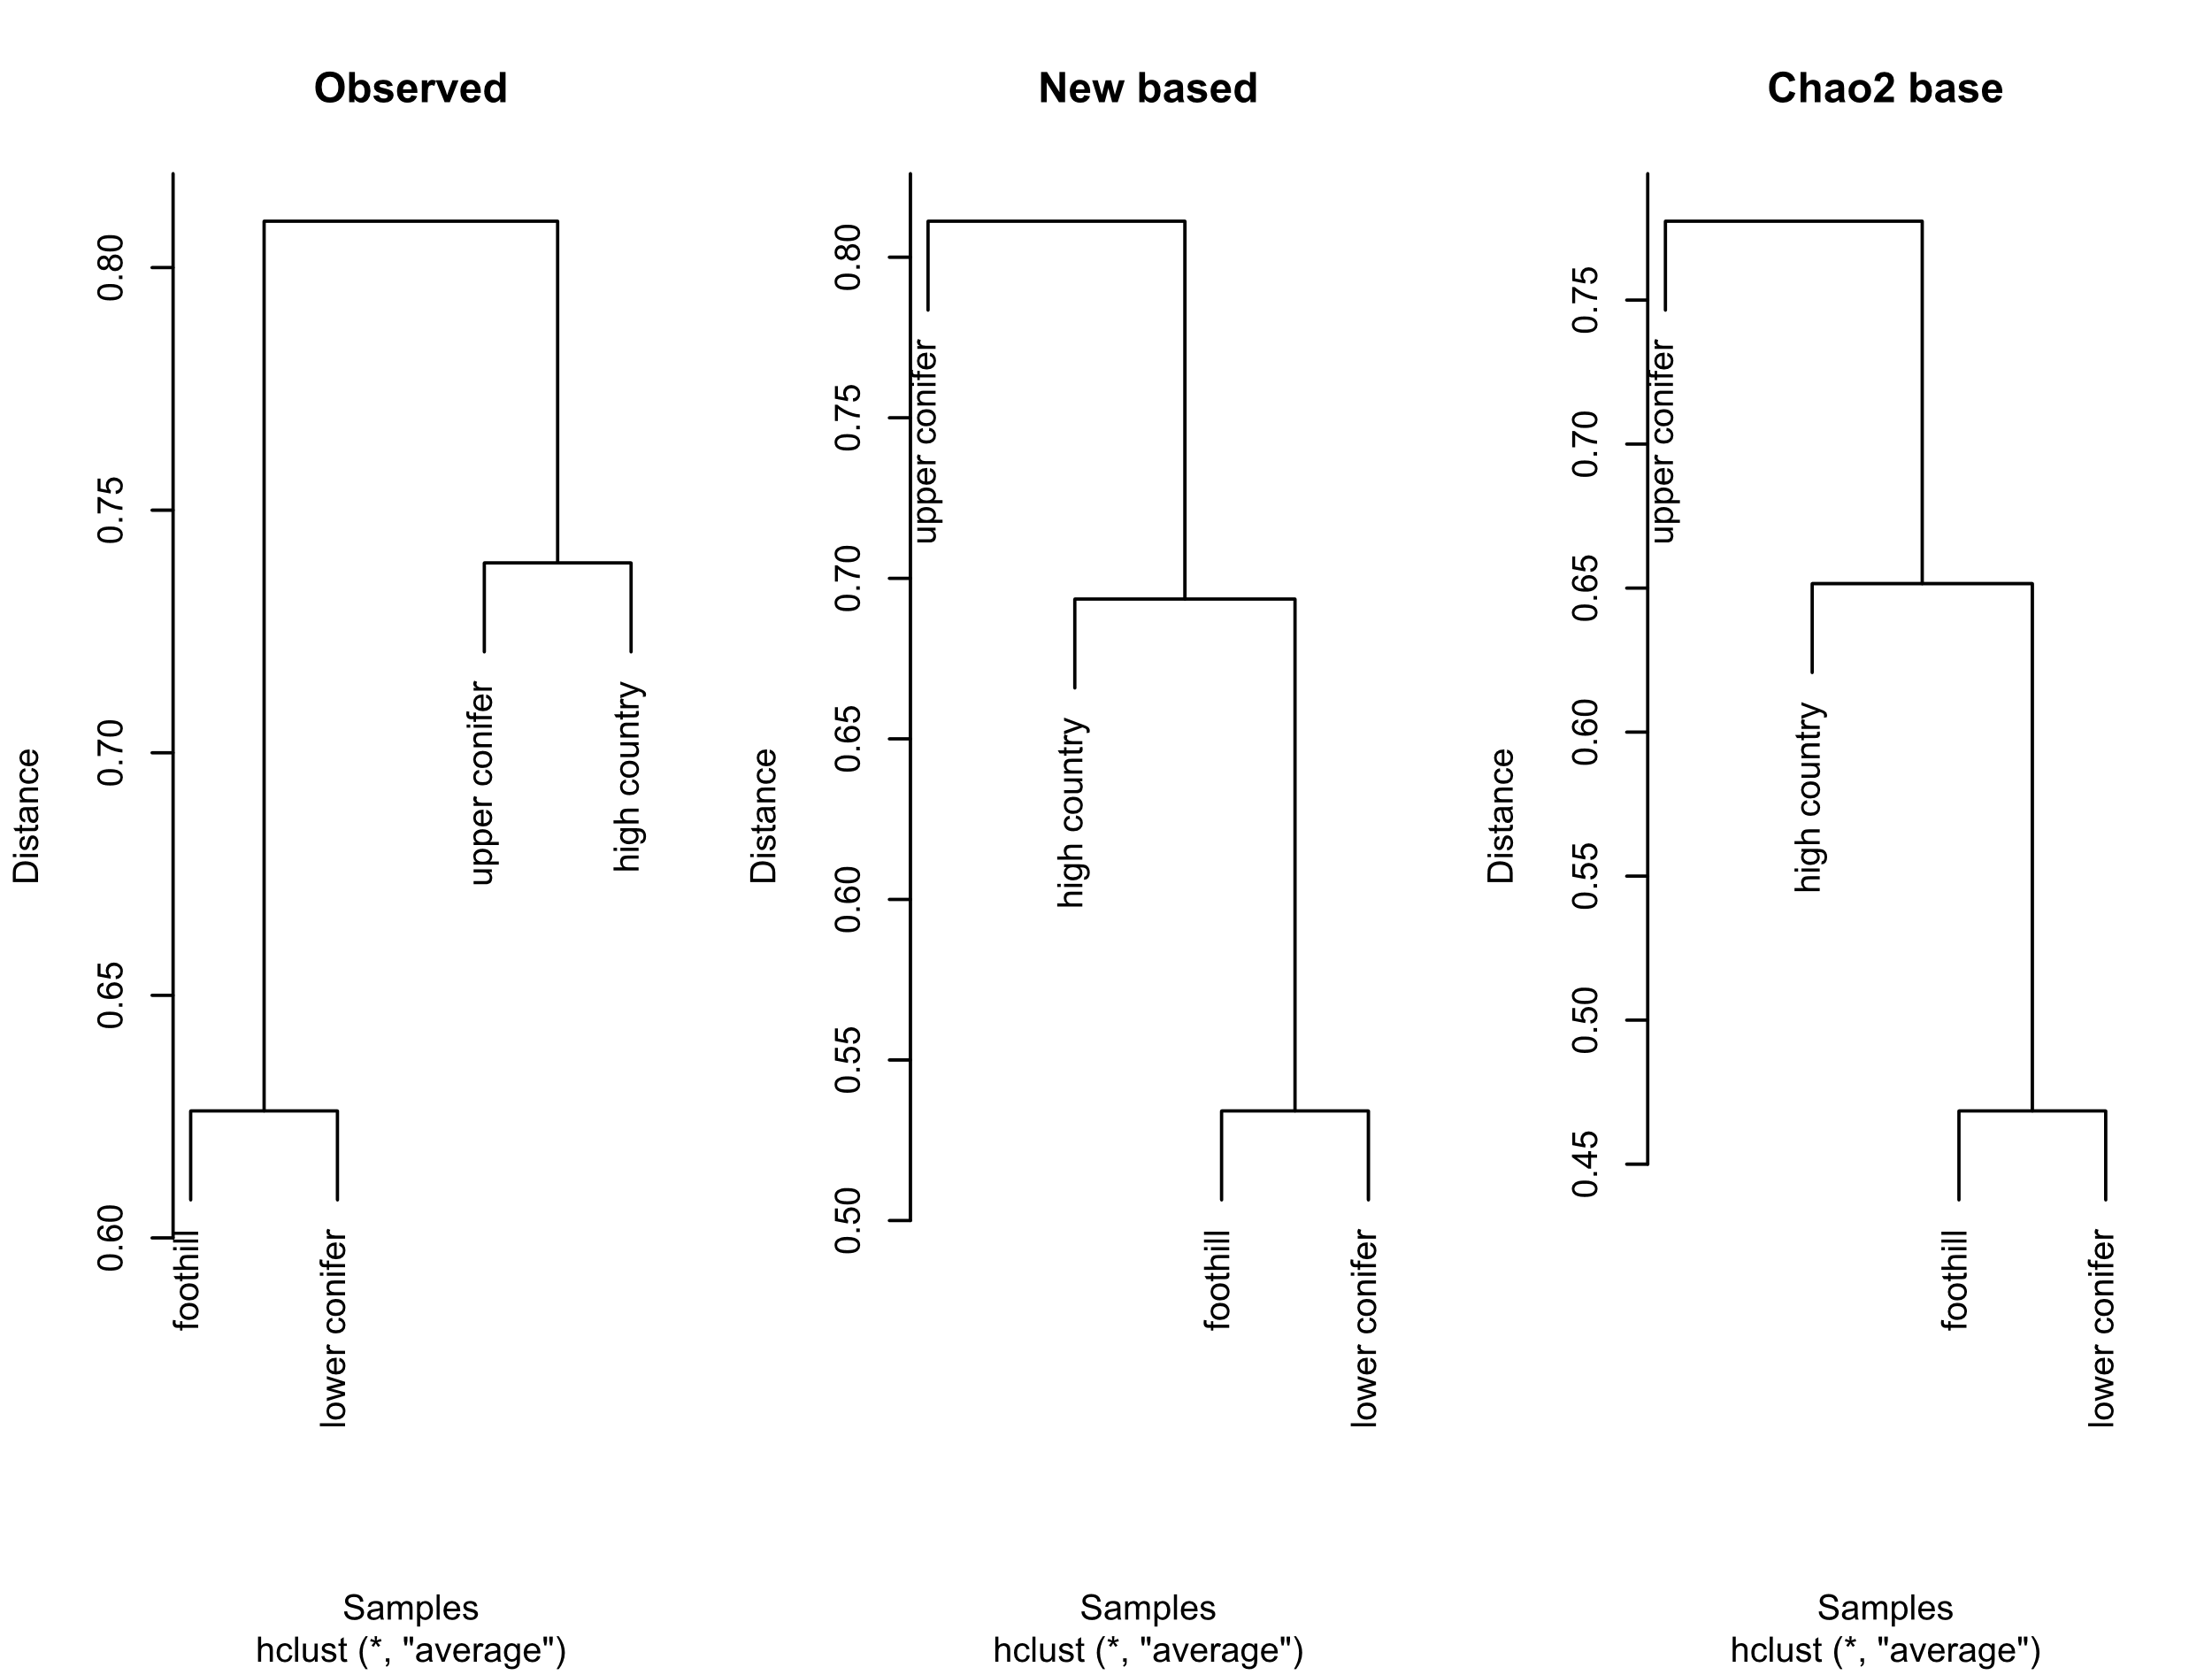 Observed
Distance
0.80
0.75
0.70
0.65
0.60
foothill
lower conifer
upper conifer
high country
Samples
hclust (*, "average")
New based
Distance
0.80
0.75
0.70
0.65
0.60
0.55
0.50
upper conifer
high country
foothill
lower conifer
Samples
hclust (*, "average")
Chao2 base
Distance
0.75
0.70
0.65
0.60
0.55
0.50
0.45
upper conifer
high country
foothill
lower conifer
Samples
hclust (*, "average")